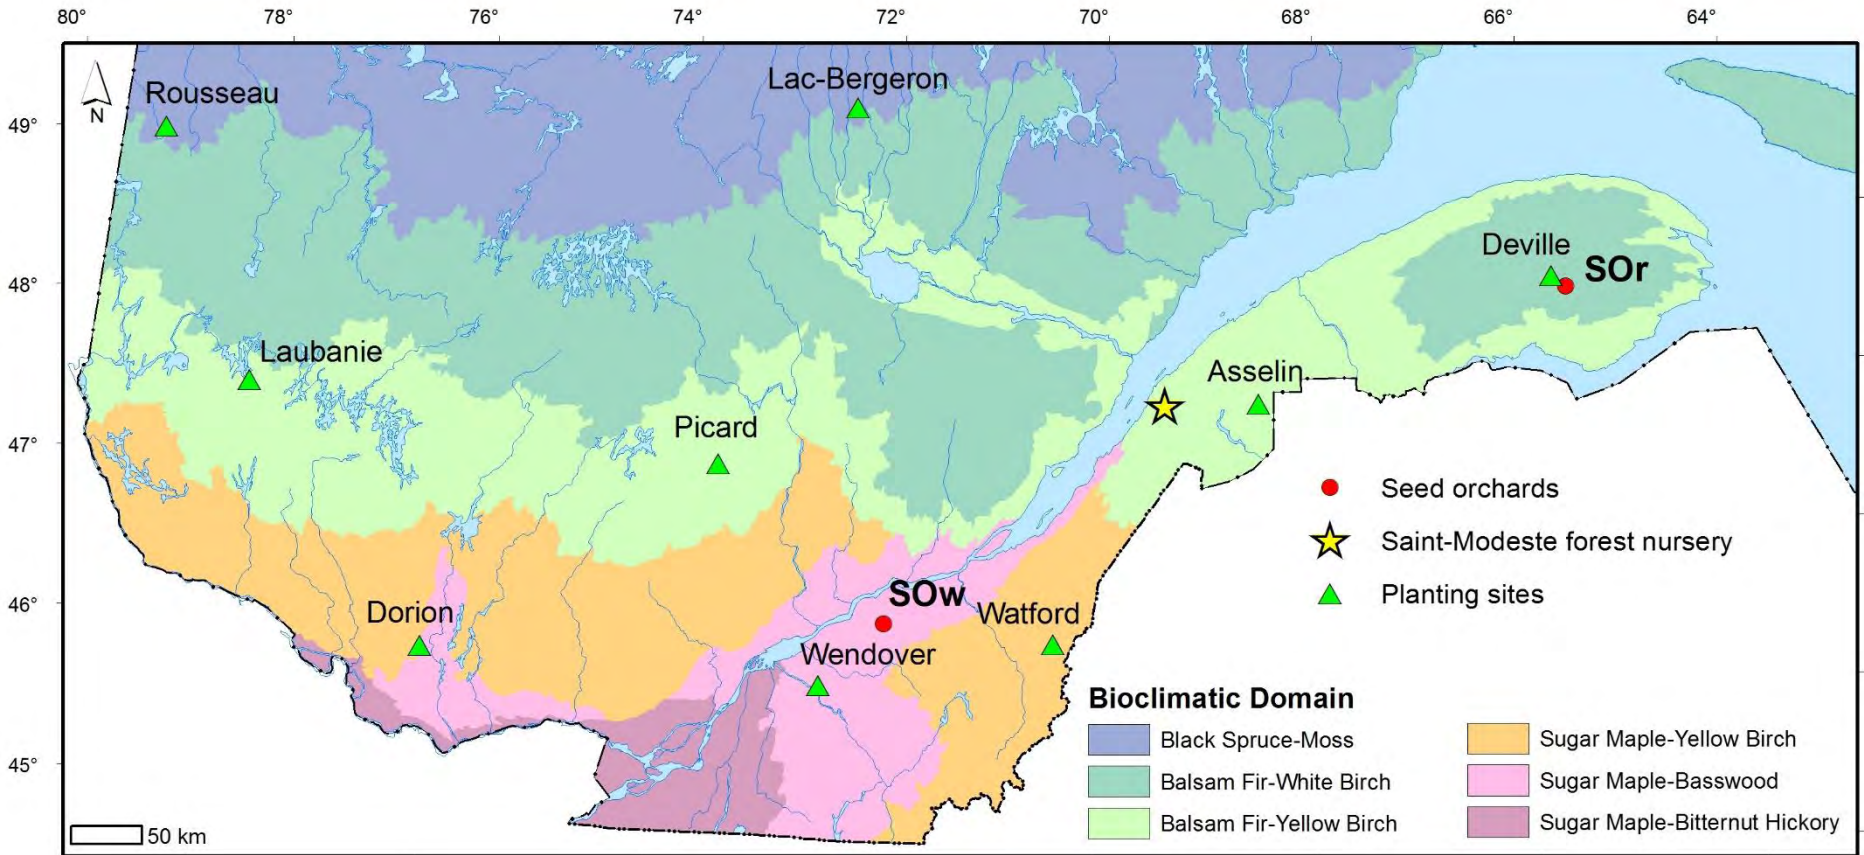 80° 78° 76° 74° 72° 70° 68° 66° 64°
Rousseau
Lac-Bergeron
N
49°
Deville
SOr
48°
Laubanie
Asselin
Picard
47°
Seed orchards
Saint-Modeste forest nursery
Planting sites
46°
Dorion
SOw
Watford
Wendover
Bioclimatic Domain
Black Spruce-Moss
Sugar Maple-Yellow Birch
45°
Balsam Fir-White Birch
Sugar Maple-Basswood
Balsam Fir-Yellow Birch
Sugar Maple-Bitternut Hickory
50 km